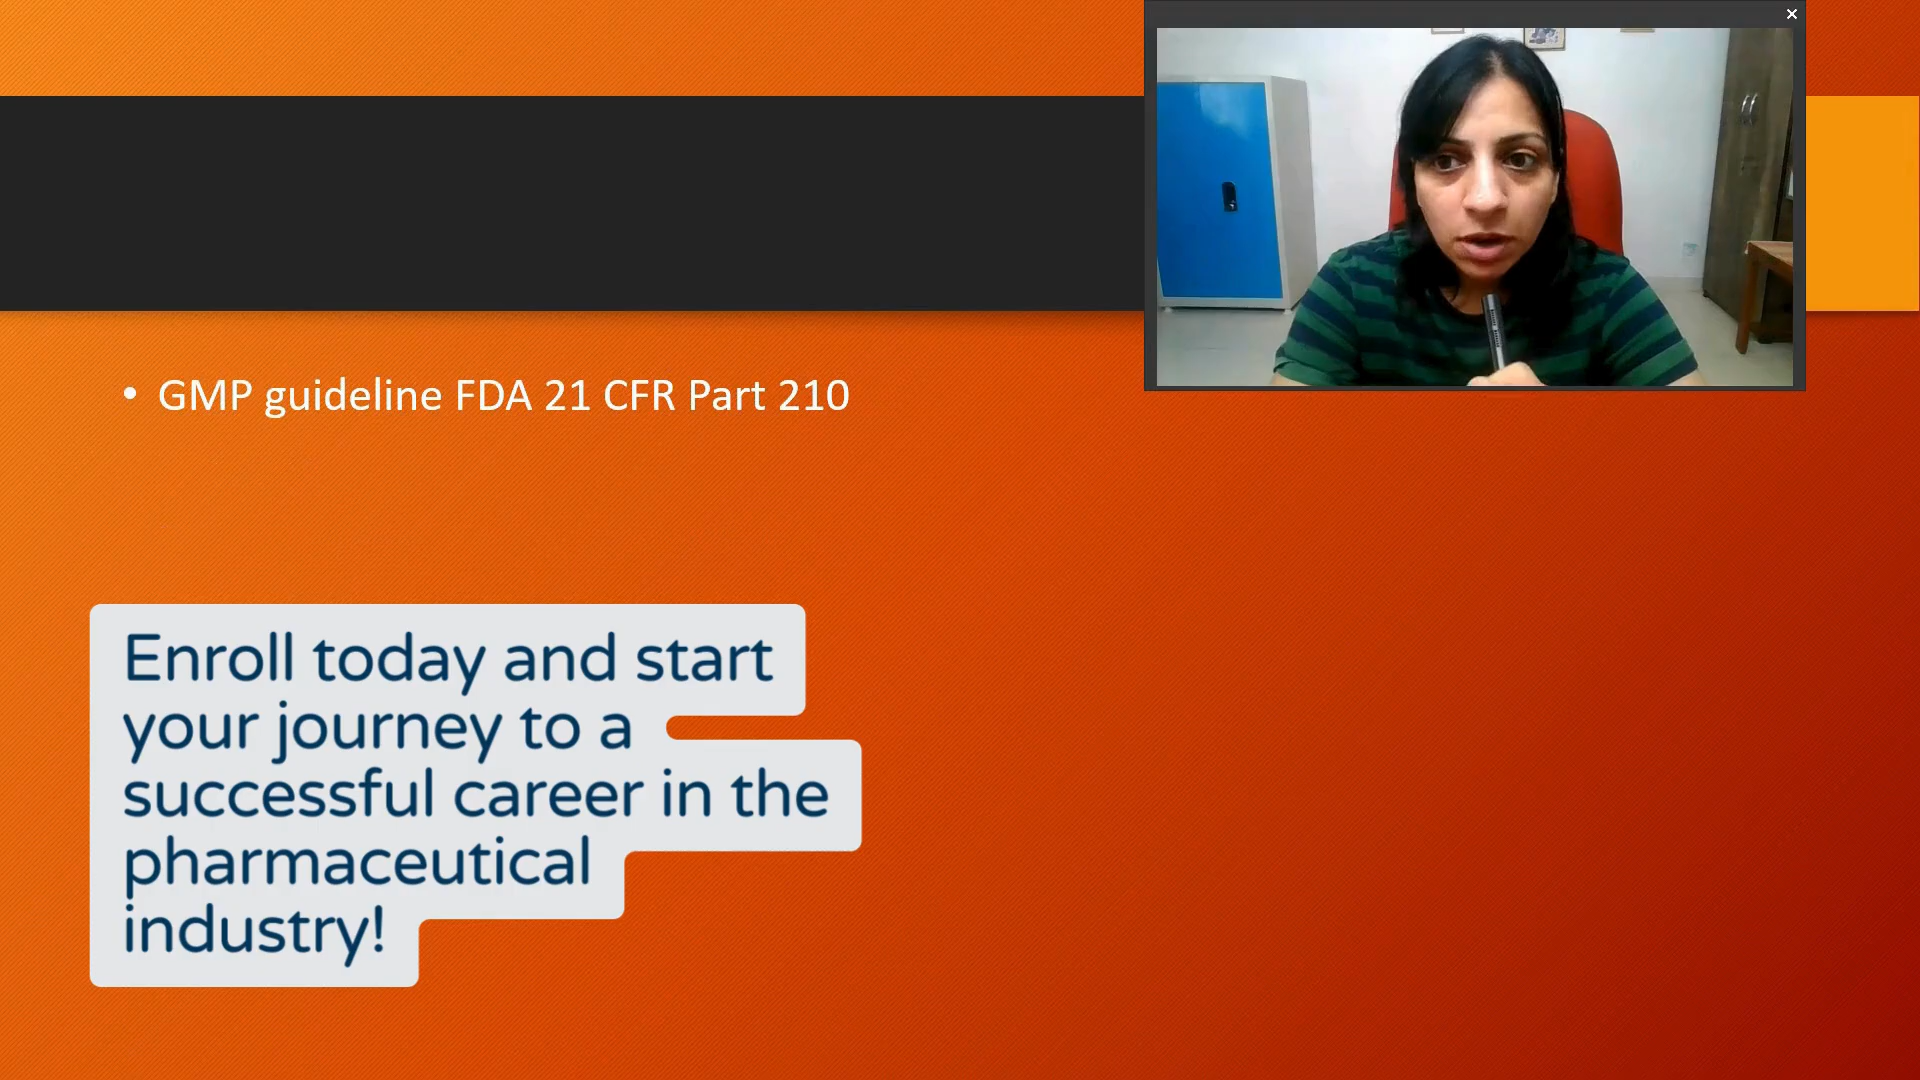 • GMP guideline FDA 21 CFR Part 210
Enroll today and start
your journey to a
successful career in the
pharmaceutical
industry!